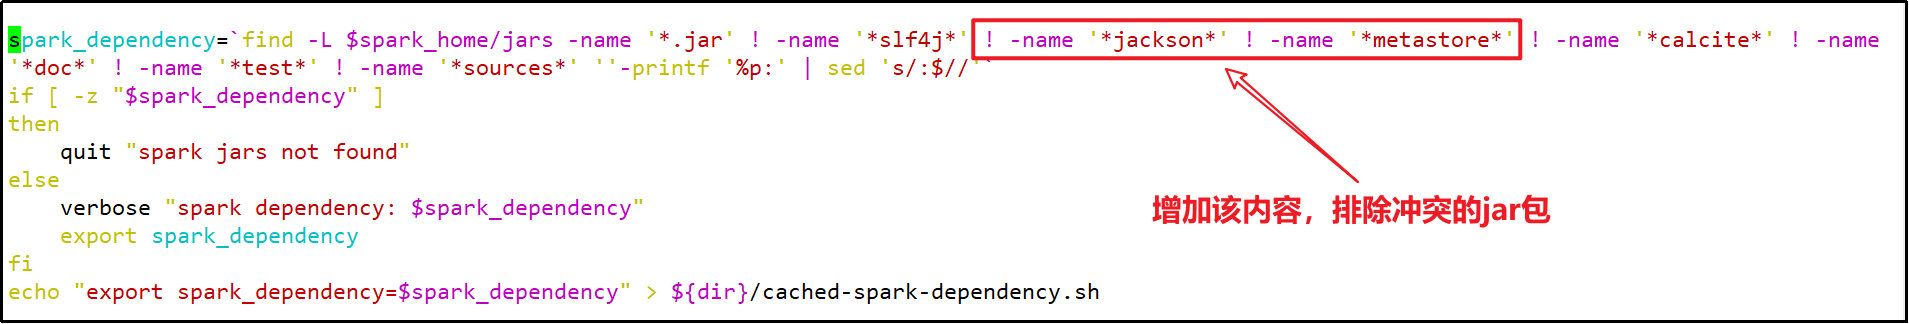 spark_dependency=`find -L $spark_home/jars -name '*.jar' ! -name '*slf4j*' ! -name '*jackson*' ! -name '*metastore*' ! -name '*calcite*' ! -name
'*doc*' ! -name '*test*' ! -name '*sources*' ''-printf '%p:' | sed 's/:$//'`
if [ -z "$spark_dependency" ]
then
    quit "spark jars not found"
else
    verbose "spark dependency: $spark_dependency"
    export spark_dependency
fi
echo "export spark_dependency=$spark_dependency" > ${dir}/cached-spark-dependency.sh
增加该内容，排除冲突的jar包